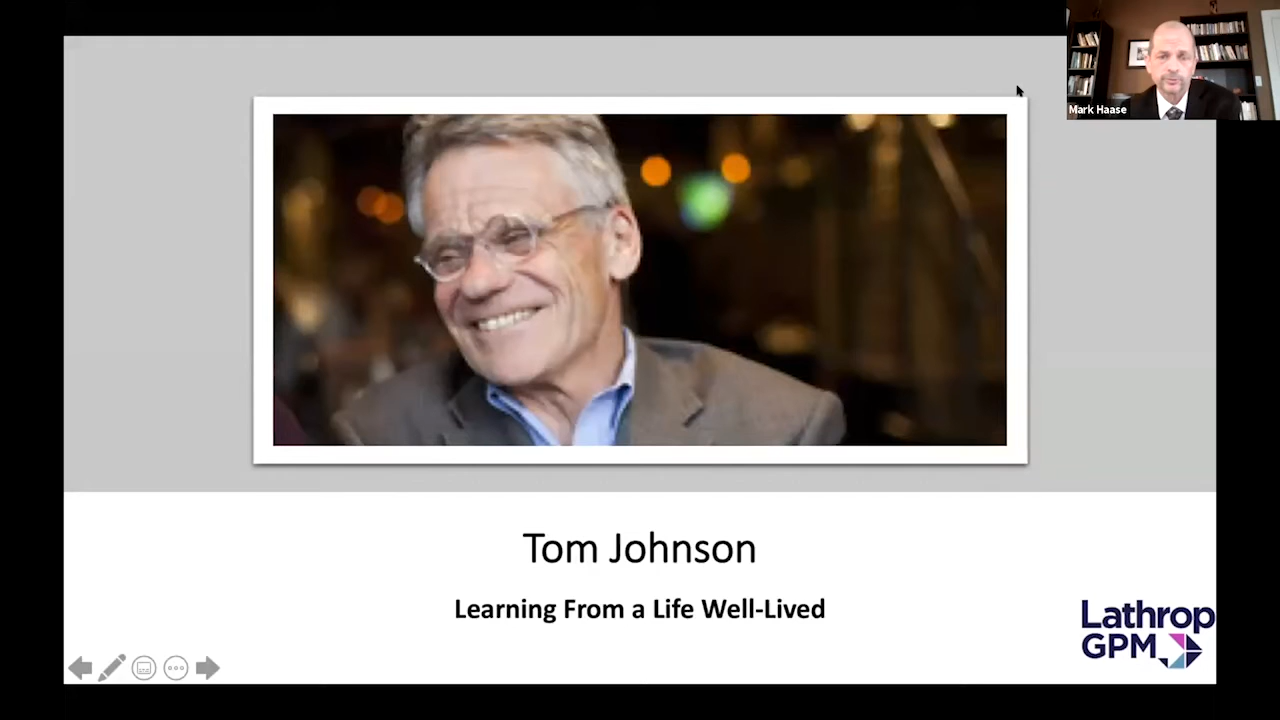 Mark Haase
Tom Johnson
Learning From a Life Well-Lived
Lathrop
GPM